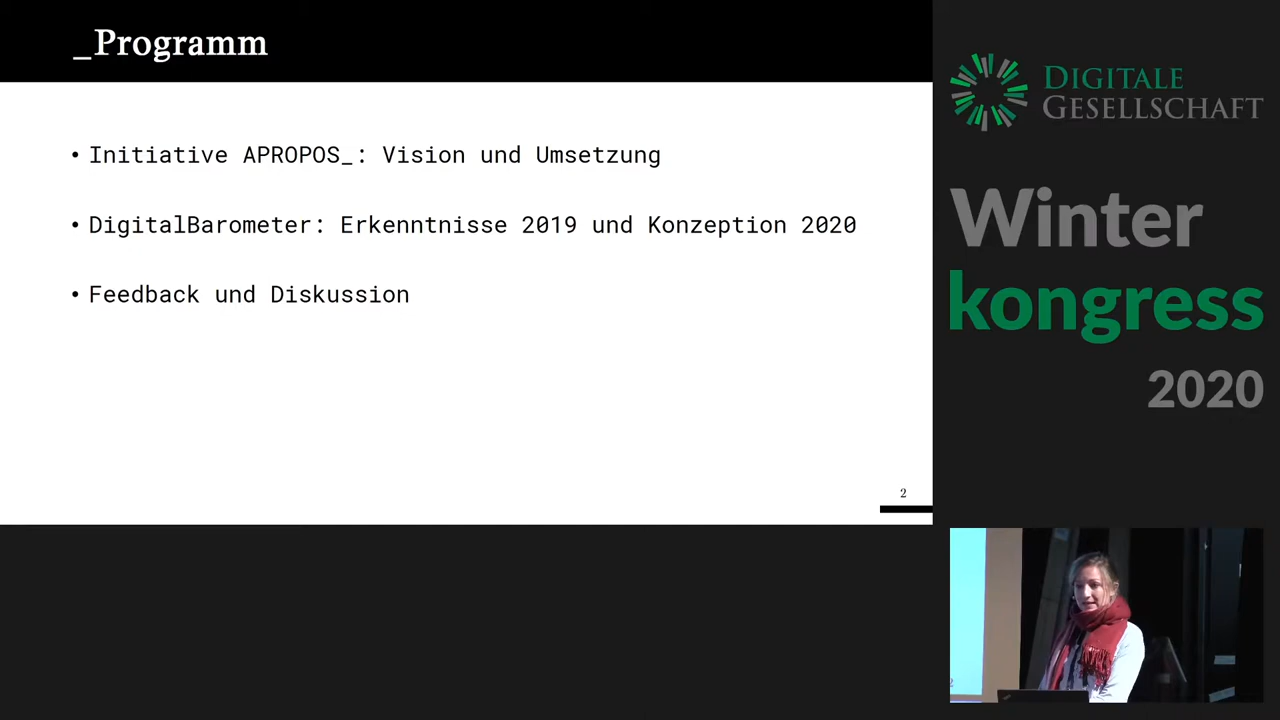 _Programm
• Initiative APROPOS_: Vision und Umsetzung
• DigitalBarometer: Erkenntnisse 2019 und Konzeption 2020
• Feedback und Diskussion
2
DIGITALE
GESELLSCHAFT
Winter
kongress
2020